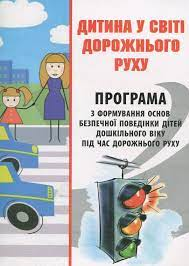 ДИТИНА У СВІТІ
ДОРОЖНЬОГО
РУХУ
ПРОГРАМА
З ФОРМУВАННЯ ОСНОВ
БЕЗПЕЧНОЇ ПОВЕДІНКИ ДІТЕЙ
ДОШКІЛЬНОГО ВІКУ
ПІД ЧАС ДОРОЖНЬОГО РУХУ